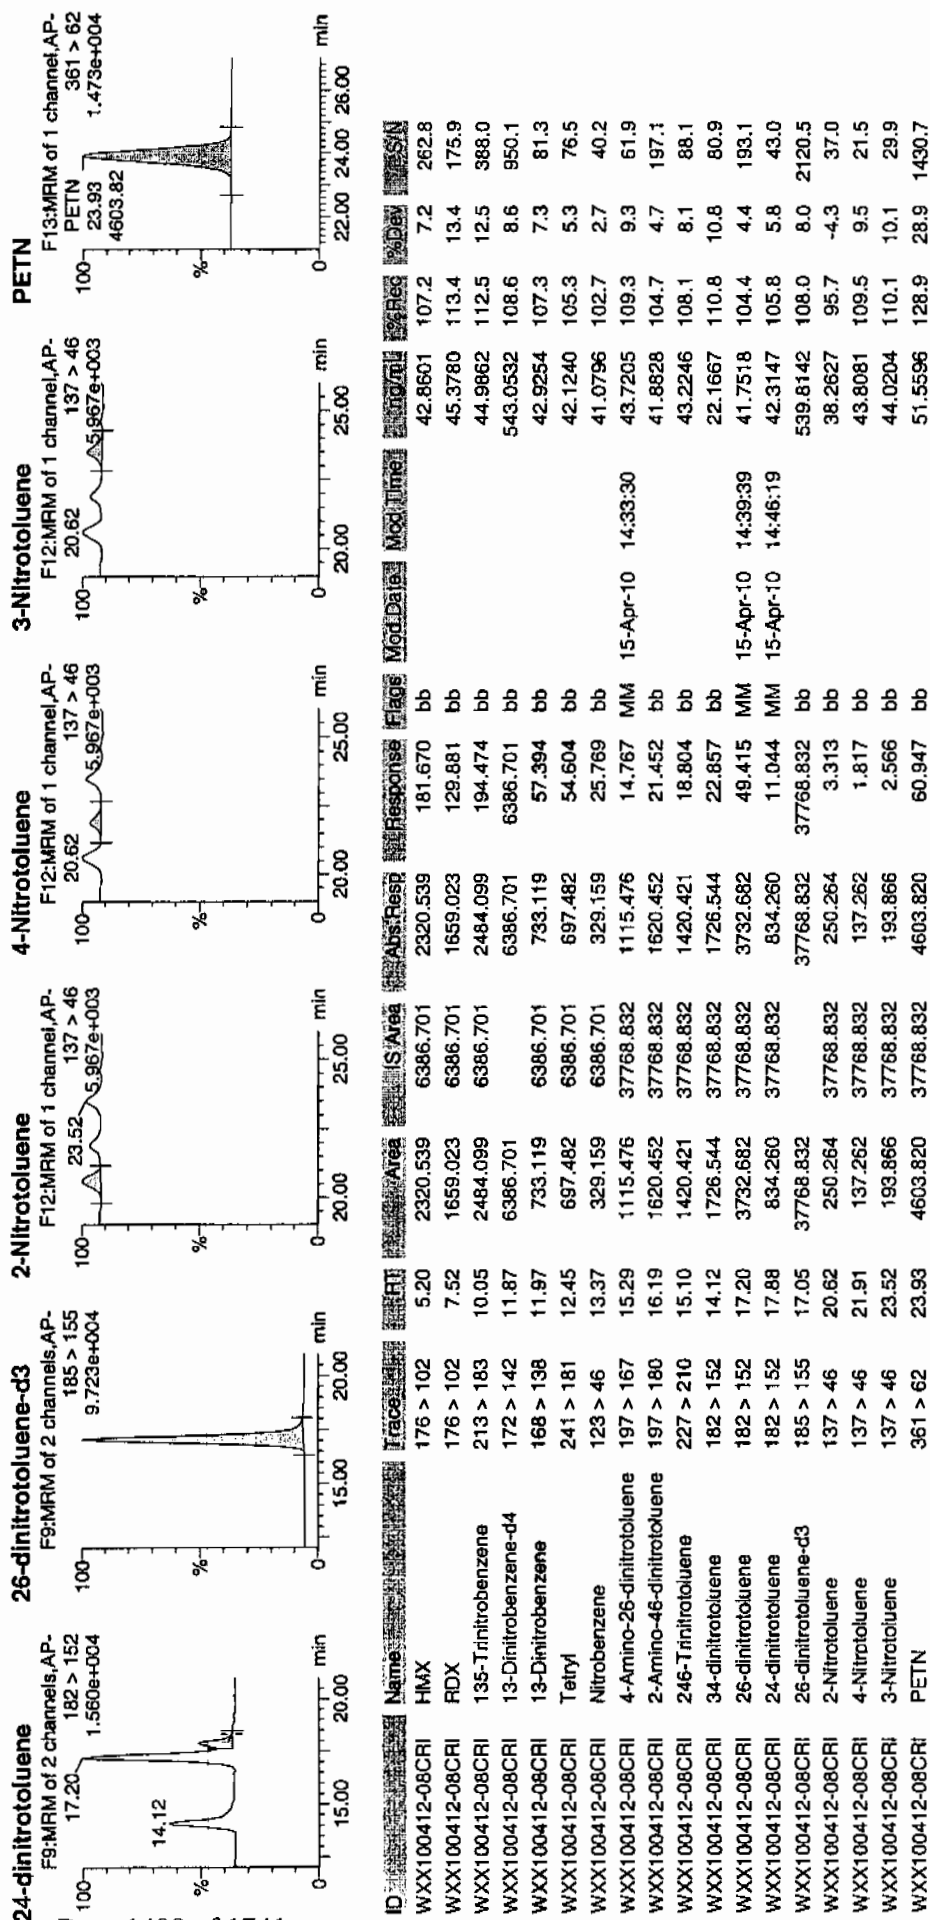 24-dinitrotoluene
F9:MRM of 2 channels,AP-
182 > 152
1.560e+004
100
17.20
14.12
%
0
15.00
20.00
min
26-dinitrotoluene-d3
F9:MRM of 2 channels,AP-
185 > 155
9.723e+004
100
%
0
15.00
20.00
min
2-Nitrotoluene
F12:MRM of 1 channel,AP-
137 > 46
5.967e+003
100
23.52
%
0
20.00
25.00
min
4-Nitrotoluene
F12:MRM of 1 channel,AP-
137 > 46
5.967e+003
100
20.62
%
0
20.00
25.00
min
3-Nitrotoluene
F12:MRM of 1 channel,AP-
137 > 46
5.967e+003
100
20.62
%
0
20.00
25.00
min
PETN
F13:MRM of 1 channel,AP-
361 > 62
1.473e+004
100
PETN
23.93
4603.82
%
0
22.00
24.00
26.00
min
ID Name Trace RT Area IS Area Abs.Resp Response Flags Mod.Date Mod.Time ng/mL %Rec %Dev S/N
WXX100412-08CRI HMX 176 > 102 5.20 2320.539 6386.701 2320.539 181.670 bb 42.8601 107.2 7.2 262.8
WXX100412-08CRI RDX 176 > 102 7.52 1659.023 6386.701 1659.023 129.881 bb 45.3780 113.4 13.4 175.9
WXX100412-08CRI 135-Trinitrobenzene 213 > 183 10.05 2484.099 6386.701 2484.099 194.474 bb 44.9862 112.5 12.5 388.0
WXX100412-08CRI 13-Dinitrobenzene-d4 172 > 142 11.87 6386.701 6386.701 6386.701 bb 543.0532 108.6 8.6 950.1
WXX100412-08CRI 13-Dinitrobenzene 168 > 138 11.97 733.119 6386.701 733.119 57.394 bb 42.9254 107.3 7.3 81.3
WXX100412-08CRI Tetryl 241 > 181 12.45 697.482 6386.701 697.482 54.604 bb 42.1240 105.3 5.3 76.5
WXX100412-08CRI Nitrobenzene 123 > 46 13.37 329.159 6386.701 329.159 25.769 bb 41.0796 102.7 2.7 40.2
WXX100412-08CRI 4-Amino-26-dinitrotoluene 197 > 167 15.29 1115.476 37768.832 1115.476 14.767 MM 15-Apr-10 14:33:30 43.7205 109.3 9.3 61.9
WXX100412-08CRI 2-Amino-46-dinitrotoluene 197 > 180 16.19 1620.452 37768.832 1620.452 21.452 bb 41.8828 104.7 4.7 197.1
WXX100412-08CRI 246-Trinitrotoluene 227 > 210 15.10 1420.421 37768.832 1420.421 18.804 bb 43.2246 108.1 8.1 88.1
WXX100412-08CRI 34-dinitrotoluene 182 > 152 14.12 1726.544 37768.832 1726.544 22.857 bb 22.1667 110.8 10.8 80.9
WXX100412-08CRI 26-dinitrotoluene 182 > 152 17.20 3732.682 37768.832 3732.682 49.415 MM 15-Apr-10 14:39:39 41.7518 104.4 4.4 193.1
WXX100412-08CRI 24-dinitrotoluene 182 > 152 17.88 834.260 37768.832 834.260 11.044 MM 15-Apr-10 14:46:19 42.3147 105.8 5.8 43.0
WXX100412-08CRI 26-dinitrotoluene-d3 185 > 155 17.05 37768.832 37768.832 37768.832 bb 539.8142 108.0 8.0 2120.5
WXX100412-08CRI 2-Nitrotoluene 137 > 46 20.62 250.264 37768.832 250.264 3.313 bb 38.2627 95.7 -4.3 37.0
WXX100412-08CRI 4-Nitrotoluene 137 > 46 21.91 137.262 37768.832 137.262 1.817 bb 43.8081 109.5 9.5 21.5
WXX100412-08CRI 3-Nitrotoluene 137 > 46 23.52 193.866 37768.832 193.866 2.566 bb 44.0204 110.1 10.1 29.9
WXX100412-08CRI PETN 361 > 62 23.93 4603.820 37768.832 4603.820 60.947 bb 51.5596 128.9 28.9 1430.7